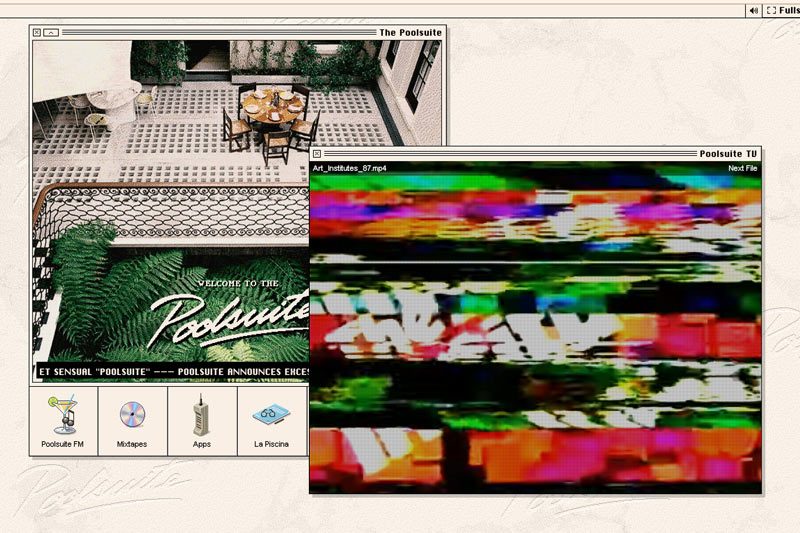 Fulls
The Poolsuite
Poolsuite TV
Art_Institutes_87.mp4
Next File
WELCOME TO THE
Poolsuite
ET SENSUAL "POOLSUITE" --- POOLSUITE ANNOUNCES EXCES
Poolsuite FM
Mixtapes
Apps
La Piscina
Poolsuite